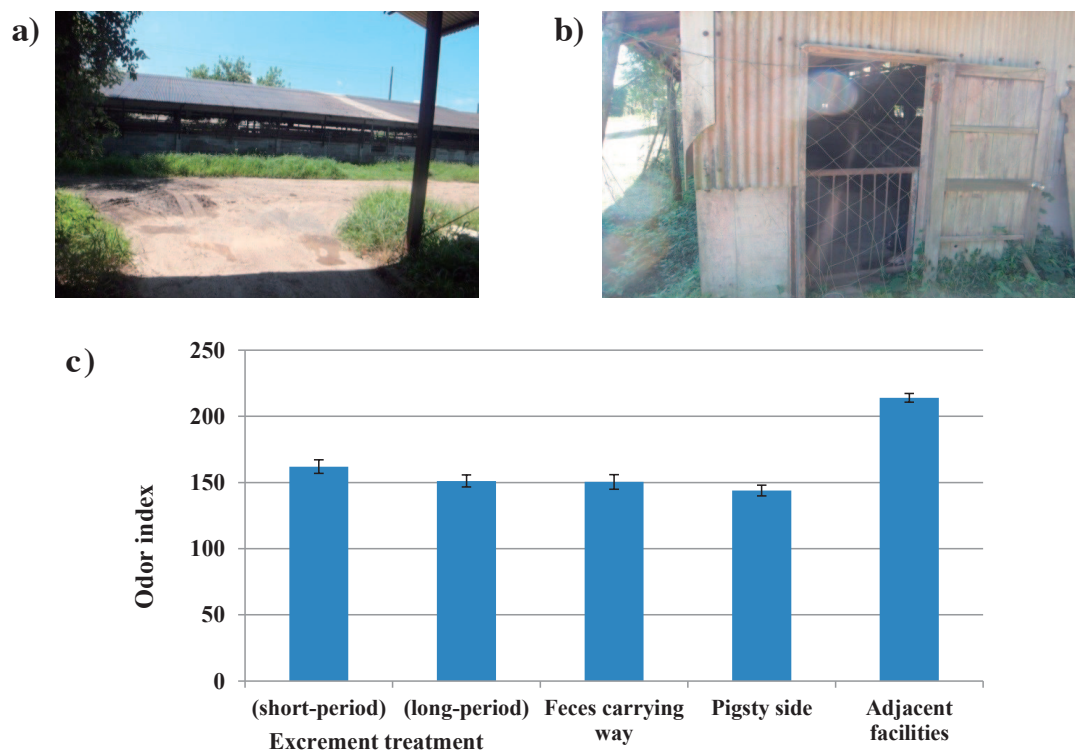 a)
b)
c)
250
200
150
100
50
0
Odor index
(short-period) (long-period) Feces carrying way Pigsty side Adjacent facilities
Excrement treatment